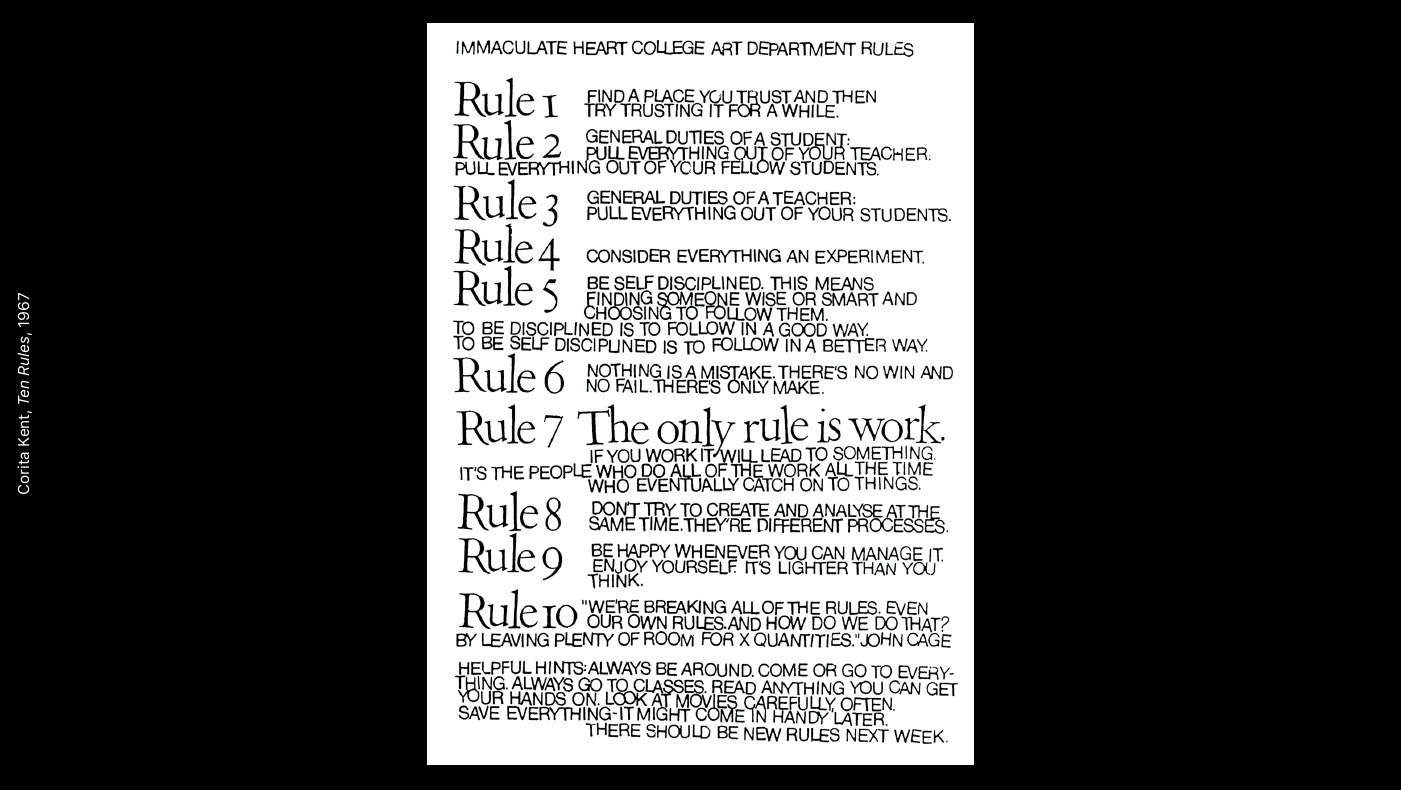 IMMACULATE HEART COLLEGE ART DEPARTMENT RULES
Rule 1 FIND A PLACE YOU TRUST AND THEN
TRY TRUSTING IT FOR A WHILE.
Rule 2 GENERAL DUTIES OF A STUDENT:
PULL EVERYTHING OUT OF YOUR TEACHER.
PULL EVERYTHING OUT OF YOUR FELLOW STUDENTS.
Rule 3 GENERAL DUTIES OF A TEACHER:
PULL EVERYTHING OUT OF YOUR STUDENTS.
Rule 4 CONSIDER EVERYTHING AN EXPERIMENT.
Rule 5 BE SELF DISCIPLINED. THIS MEANS
FINDING SOMEONE WISE OR SMART AND
CHOOSING TO FOLLOW THEM.
TO BE DISCIPLINED IS TO FOLLOW IN A GOOD WAY.
TO BE SELF DISCIPLINED IS TO FOLLOW IN A BETTER WAY.
Rule 6 NOTHING IS A MISTAKE. THERE'S NO WIN AND
NO FAIL. THERE'S ONLY MAKE.
Rule 7 The only rule is work.
IF YOU WORK IT WILL LEAD TO SOMETHING.
IT'S THE PEOPLE WHO DO ALL OF THE WORK ALL THE TIME
WHO EVENTUALLY CATCH ON TO THINGS.
Rule 8 DON'T TRY TO CREATE AND ANALYSE AT THE
SAME TIME. THEY'RE DIFFERENT PROCESSES.
Rule 9 BE HAPPY WHENEVER YOU CAN MANAGE IT.
ENJOY YOURSELF. IT'S LIGHTER THAN YOU
THINK.
Rule 10 "WE'RE BREAKING ALL OF THE RULES. EVEN
OUR OWN RULES. AND HOW DO WE DO THAT?
BY LEAVING PLENTY OF ROOM FOR X QUANTITIES." JOHN CAGE
HELPFUL HINTS: ALWAYS BE AROUND. COME OR GO TO EVERY-
THING. ALWAYS GO TO CLASSES. READ ANYTHING YOU CAN GET
YOUR HANDS ON. LOOK AT MOVIES CAREFULLY, OFTEN.
SAVE EVERYTHING-IT MIGHT COME IN HANDY LATER.
THERE SHOULD BE NEW RULES NEXT WEEK.
Corita Kent, Ten Rules, 1967